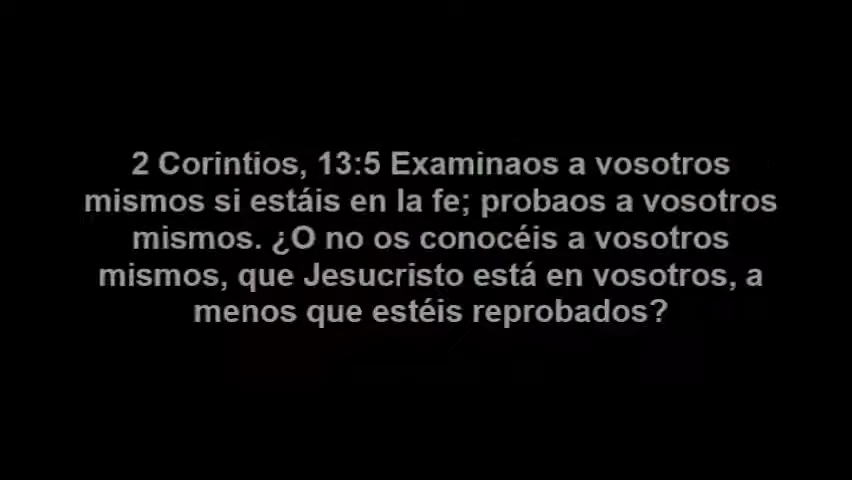 2 Corintios, 13:5 Examinaos a vosotros
mismos si estáis en la fe; probaos a vosotros
mismos. ¿O no os conocéis a vosotros
mismos, que Jesucristo está en vosotros, a
menos que estéis reprobados?